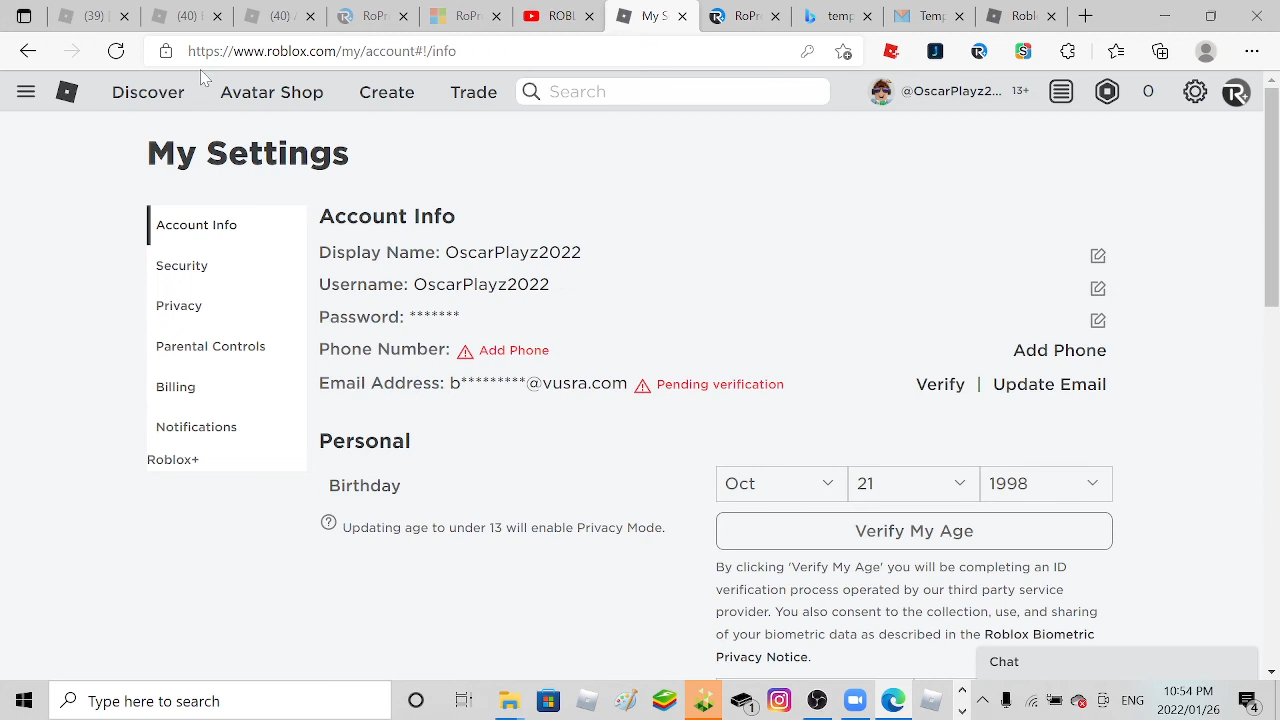 (39)
(40)
(40)
RoPr
RoPr
ROBL
My S
RoPr
temp
Temp
Robl
https://www.roblox.com/my/account#!/info
Discover
Avatar Shop
Create
Trade
Search
@OscarPlayz2...
13+
0
My Settings
Account Info
Security
Privacy
Parental Controls
Billing
Notifications
Roblox+
Account Info
Display Name: OscarPlayz2022
Username: OscarPlayz2022
Password: *******
Phone Number: Add Phone
Add Phone
Email Address: b*********@vusra.com Pending verification
Verify | Update Email
Personal
Birthday
Oct
21
1998
Updating age to under 13 will enable Privacy Mode.
Verify My Age
By clicking 'Verify My Age' you will be completing an ID
verification process operated by our third party service
provider. You also consent to the collection, use, and sharing
of your biometric data as described in the Roblox Biometric
Privacy Notice.
Chat
Type here to search
1
ENG
10:54 PM
2022/01/26
4